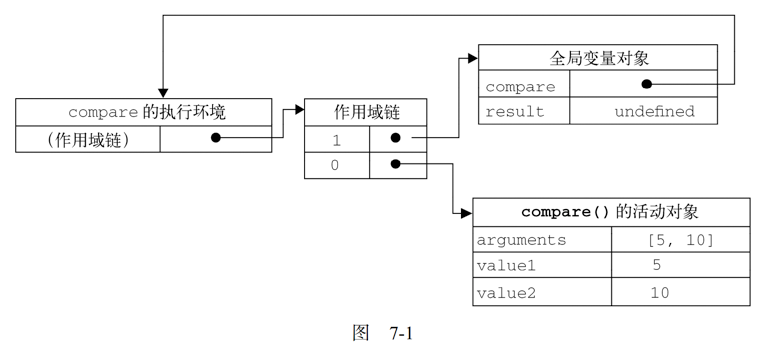 全局变量对象
compare
result undefined
compare 的执行环境
（作用域链）
作用域链
1
0
compare() 的活动对象
arguments [5, 10]
value1 5
value2 10
图 7-1